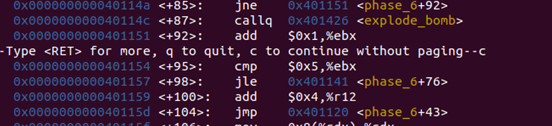 0x000000000040114a <+85>: jne 0x401151 <phase_6+92>
0x000000000040114c <+87>: callq 0x401426 <explode_bomb>
0x0000000000401151 <+92>: add $0x1,%ebx
-Type <RET> for more, q to quit, c to continue without paging--c
0x0000000000401154 <+95>: cmp $0x5,%ebx
0x0000000000401157 <+98>: jle 0x401141 <phase_6+76>
0x0000000000401159 <+100>: add $0x4,%r12
0x000000000040115d <+104>: jmp 0x401120 <phase_6+43>